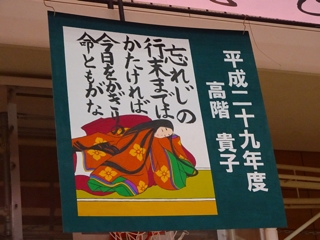 忘れじの
行末までは
かたければ
今日をかぎりの
命ともがな
平成二十九年度
高階 貴子